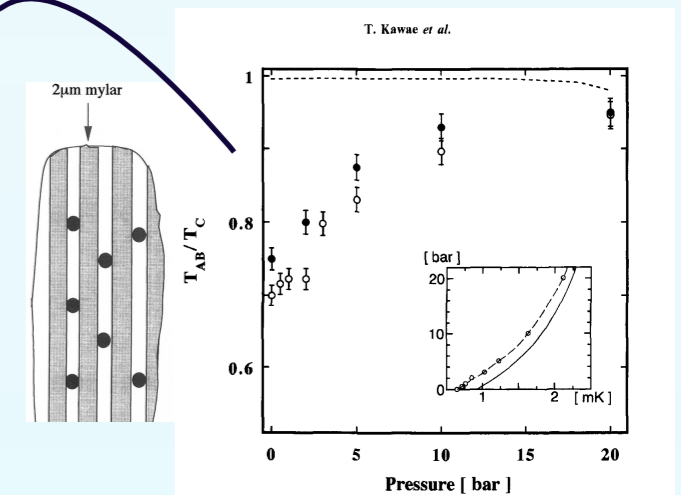 T. Kawae et al.
2μm mylar
1
0.8
0.6
T_AB/T_C
[ bar ]
20
10
0
1
2
[ mK ]
0
5
10
15
20
Pressure [ bar ]